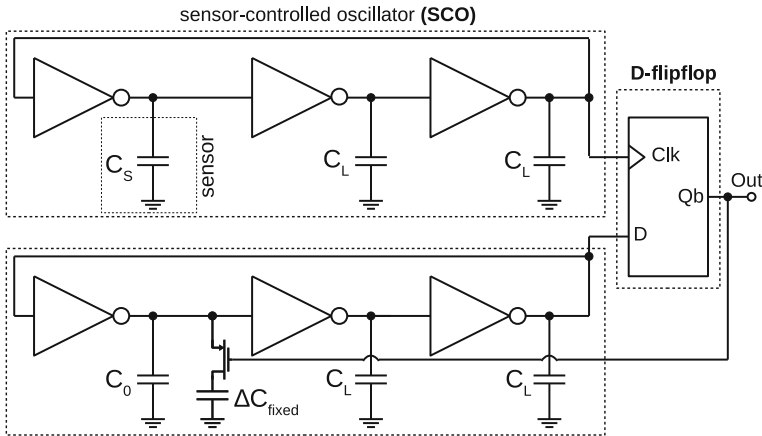 sensor-controlled oscillator (SCO)
D-flipflop
C_S
sensor
C_L
C_L
Clk
Qb
Out
D
C_0
ΔC_fixed
C_L
C_L